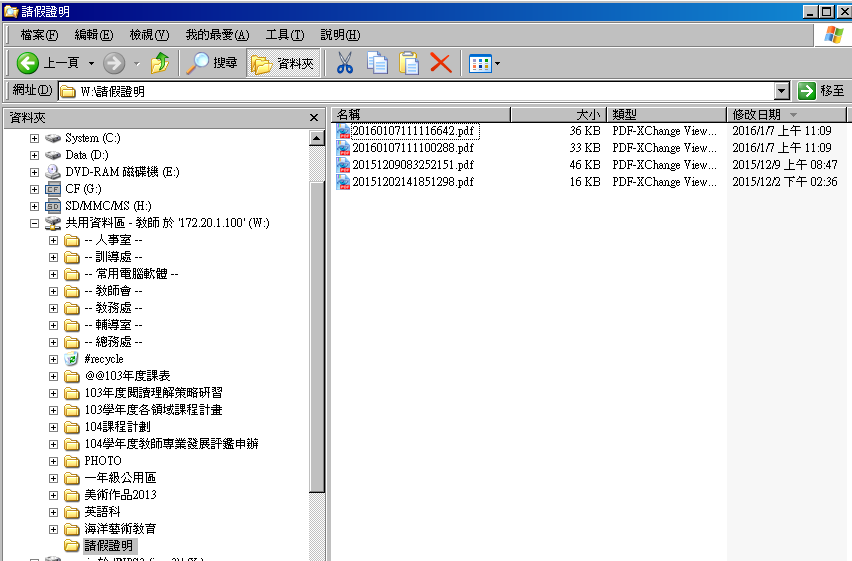 請假證明
檔案(F) 編輯(E) 檢視(V) 我的最愛(A) 工具(T) 說明(H)
上一頁 搜尋 資料夾
網址(D) W:\請假證明 移至
資料夾
System (C:)
Data (D:)
DVD-RAM 磁碟機 (E:)
CF (G:)
SD/MMC/MS (H:)
共用資料區 - 教師 於 '172.20.1.100' (W:)
-- 人事室 --
-- 訓導處 --
-- 常用電腦軟體 --
-- 教師會 --
-- 教務處 --
-- 輔導室 --
-- 總務處 --
#recycle
@@103年度課表
103年度閱讀理解策略研習
103學年度各領域課程計畫
104課程計劃
104學年度教師專業發展評鑑申辦
PHOTO
一年級公用區
美術作品2013
英語科
海洋藝術教育
請假證明
名稱 大小 類型 修改日期
20160107111116642.pdf 36 KB PDF-XChange View... 2016/1/7 上午 11:09
20160107111100288.pdf 33 KB PDF-XChange View... 2016/1/7 上午 11:09
20151209083252151.pdf 46 KB PDF-XChange View... 2015/12/9 上午 08:47
20151202141851298.pdf 16 KB PDF-XChange View... 2015/12/2 下午 02:36